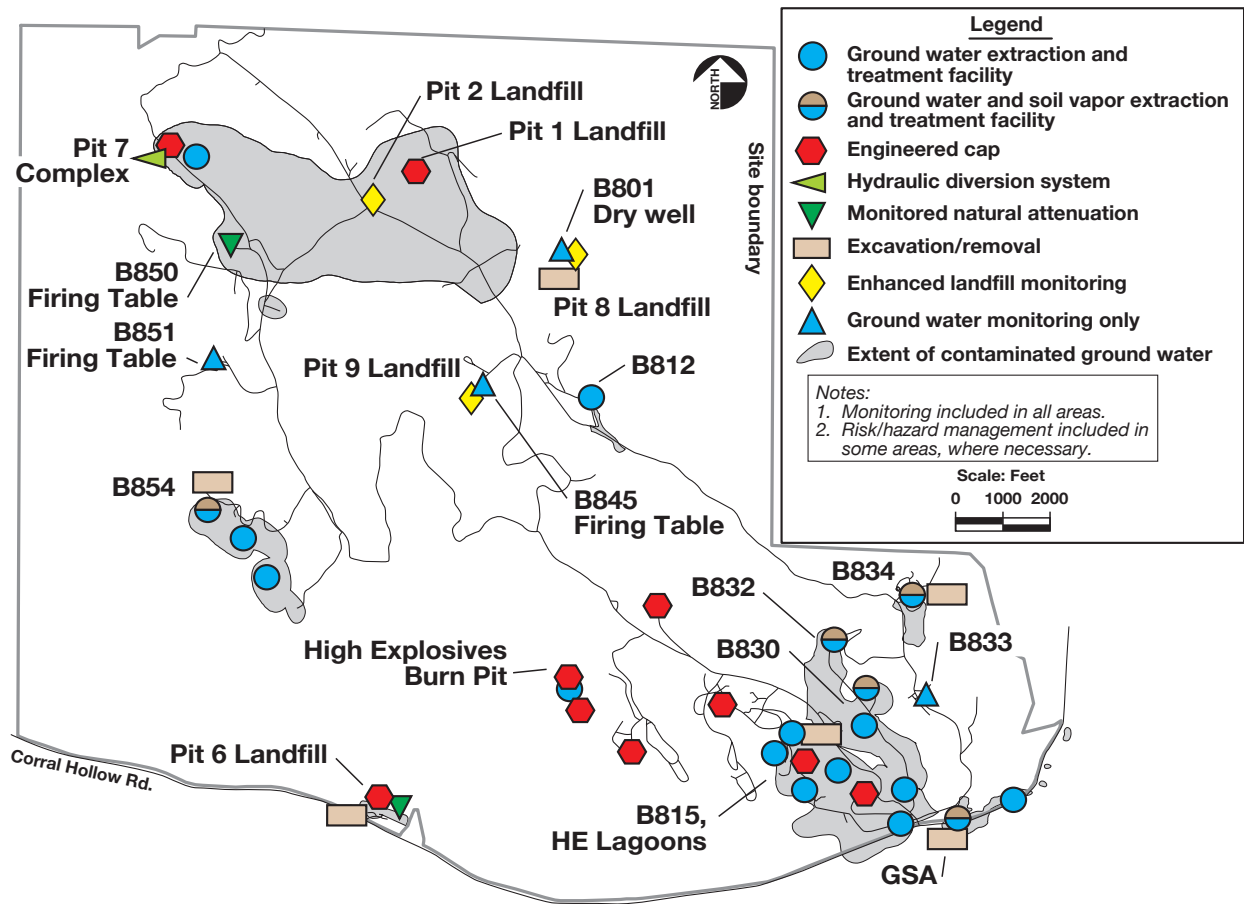 Legend
Ground water extraction and
treatment facility
Ground water and soil vapor extraction
and treatment facility
Engineered cap
Hydraulic diversion system
Monitored natural attenuation
Excavation/removal
Enhanced landfill monitoring
Ground water monitoring only
Extent of contaminated ground water
Notes:
1. Monitoring included in all areas.
2. Risk/hazard management included in
some areas, where necessary.
Scale: Feet
0 1000 2000
NORTH
Site boundary
Pit 2 Landfill
Pit 1 Landfill
Pit 7
Complex
B801
Dry well
B850
Firing Table
Pit 8 Landfill
B851
Firing Table
Pit 9 Landfill
B812
B854
B845
Firing Table
B834
B832
B830
B833
High Explosives
Burn Pit
Pit 6 Landfill
Corral Hollow Rd.
B815,
HE Lagoons
GSA